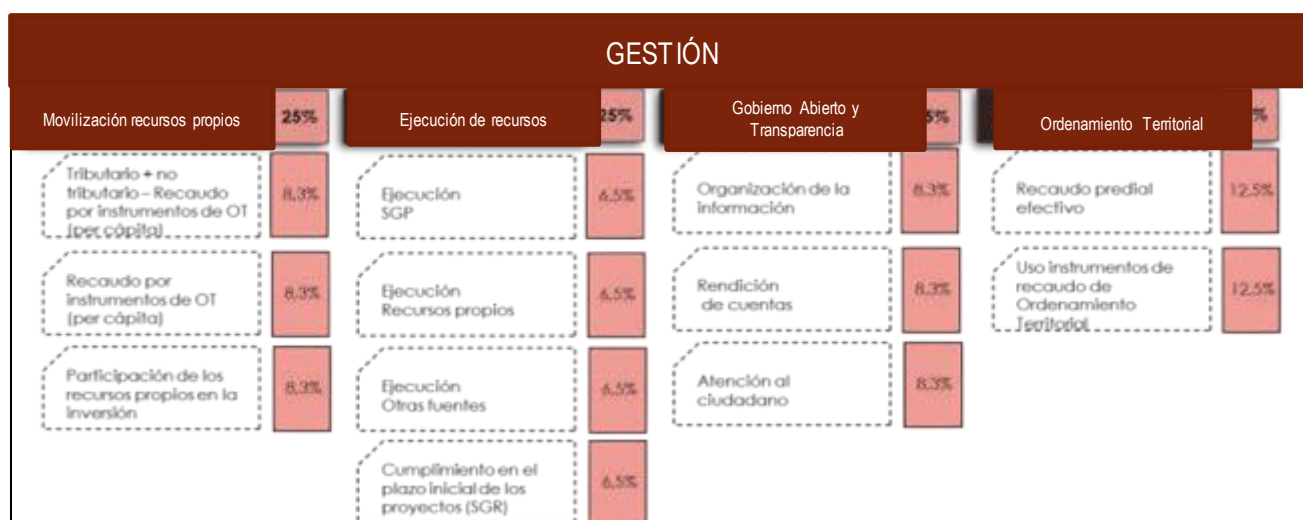 GESTIÓN
Movilización recursos propios
25%
Tributario + no
tributario – Recaudo
por instrumentos de OT
(per cápita)
8,3%
Recaudo por
instrumentos de OT
(per cápita)
8,3%
Participación de los
recursos propios en la
inversión
8,3%
Ejecución de recursos
25%
Ejecución
SGP
6,5%
Ejecución
Recursos propios
6,5%
Ejecución
Otras fuentes
6,5%
Cumplimiento en el
plazo inicial de los
proyectos (SGR)
6,5%
Gobierno Abierto y
Transparencia
5%
Organización de la
información
8,3%
Rendición
de cuentas
8,3%
Atención al
ciudadano
8,3%
Ordenamiento Territorial
%
Recaudo predial
efectivo
12,5%
Uso instrumentos de
recaudo de
Ordenamiento
Territorial
12,5%